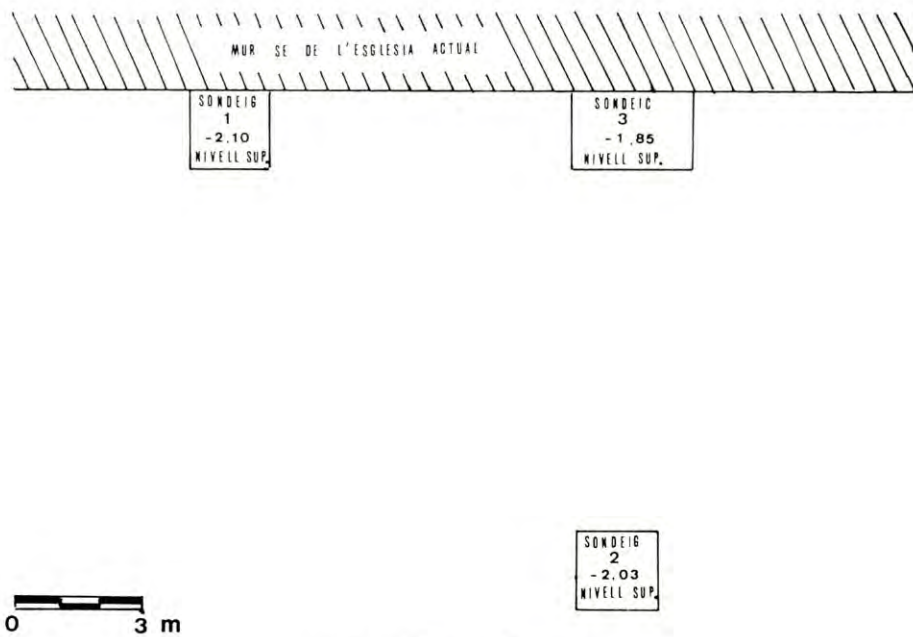 MUR SE DE L'ESGLESIA ACTUAL
SONDEIG
1
-2,10
NIVELL SUP.
SONDEIC
3
-1,85
NIVELL SUP.
SONDEIG
2
-2,03
NIVELL SUP.
0 3 m